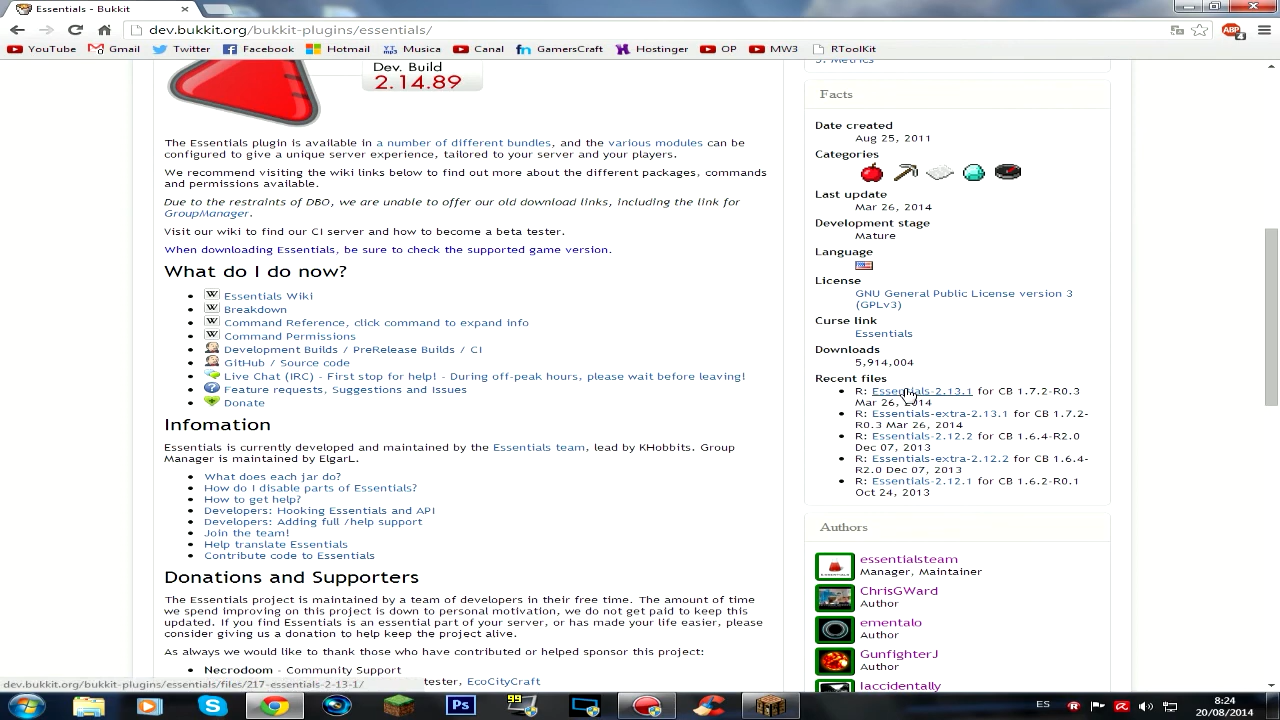 Essentials - Bukkit
dev.bukkit.org/bukkit-plugins/essentials/
YouTube Gmail Twitter Facebook Hotmail Musica Canal GamersCraft Hostinger OP MW3 RToolKit
Dev. Build
2.14.89
The Essentials plugin is available in a number of different bundles, and the various modules can be
configured to give a unique server experience, tailored to your server and your players.
We recommend visiting the wiki links below to find out more about the different packages, commands
and permissions available.
Due to the restraints of DBO, we are unable to offer our old download links, including the link for
GroupManager.
Visit our wiki to find our CI server and how to become a beta tester.
When downloading Essentials, be sure to check the supported game version.
What do I do now?
Essentials Wiki
Breakdown
Command Reference, click command to expand info
Command Permissions
Development Builds / PreRelease Builds / CI
GitHub / Source code
Live Chat (IRC) - First stop for help! - During off-peak hours, please wait before leaving!
Feature requests, Suggestions and Issues
Donate
Infomation
Essentials is currently developed and maintained by the Essentials team, lead by KHobbits. Group
Manager is maintained by ElgarL.
What does each jar do?
How do I disable parts of Essentials?
How to get help?
Developers: Hooking Essentials and API
Developers: Adding full /help support
Join the team!
Help translate Essentials
Contribute code to Essentials
Donations and Supporters
The Essentials project is maintained by a team of developers in their free time. The amount of time
we spend improving on this project is down to personal motivation, we do not get paid to keep this
updated. If you find Essentials is an essential part of your server, or has made your life easier, please
consider giving us a donation to help keep the project alive.
As always we would like to thank those who have contributed or helped sponsor this project:
Necrodoom - Community Support
tester, EcoCityCraft
dev.bukkit.org/bukkit-plugins/essentials/files/217-essentials-2-13-1/
5. Metrics
Facts
Date created
Aug 25, 2011
Categories
Last update
Mar 26, 2014
Development stage
Mature
Language
License
GNU General Public License version 3
(GPLv3)
Curse link
Essentials
Downloads
5,914,004
Recent files
R: Essentials-2.13.1 for CB 1.7.2-R0.3
Mar 26, 2014
R: Essentials-extra-2.13.1 for CB 1.7.2-
R0.3 Mar 26, 2014
R: Essentials-2.12.2 for CB 1.6.4-R2.0
Dec 07, 2013
R: Essentials-extra-2.12.2 for CB 1.6.4-
R2.0 Dec 07, 2013
R: Essentials-2.12.1 for CB 1.6.2-R0.1
Oct 24, 2013
Authors
essentialsteam
Manager, Maintainer
ChrisGWard
Author
ementalo
Author
GunfighterJ
Author
laccidentally
ABP 4
Ps
99
ES
8:24
20/08/2014